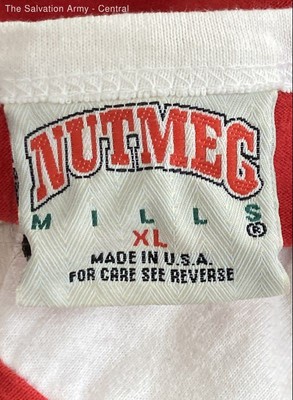 The Salvation Army - Central
NUTMEG
MILLS®
XL
MADE IN U.S.A.
FOR CARE SEE REVERSE